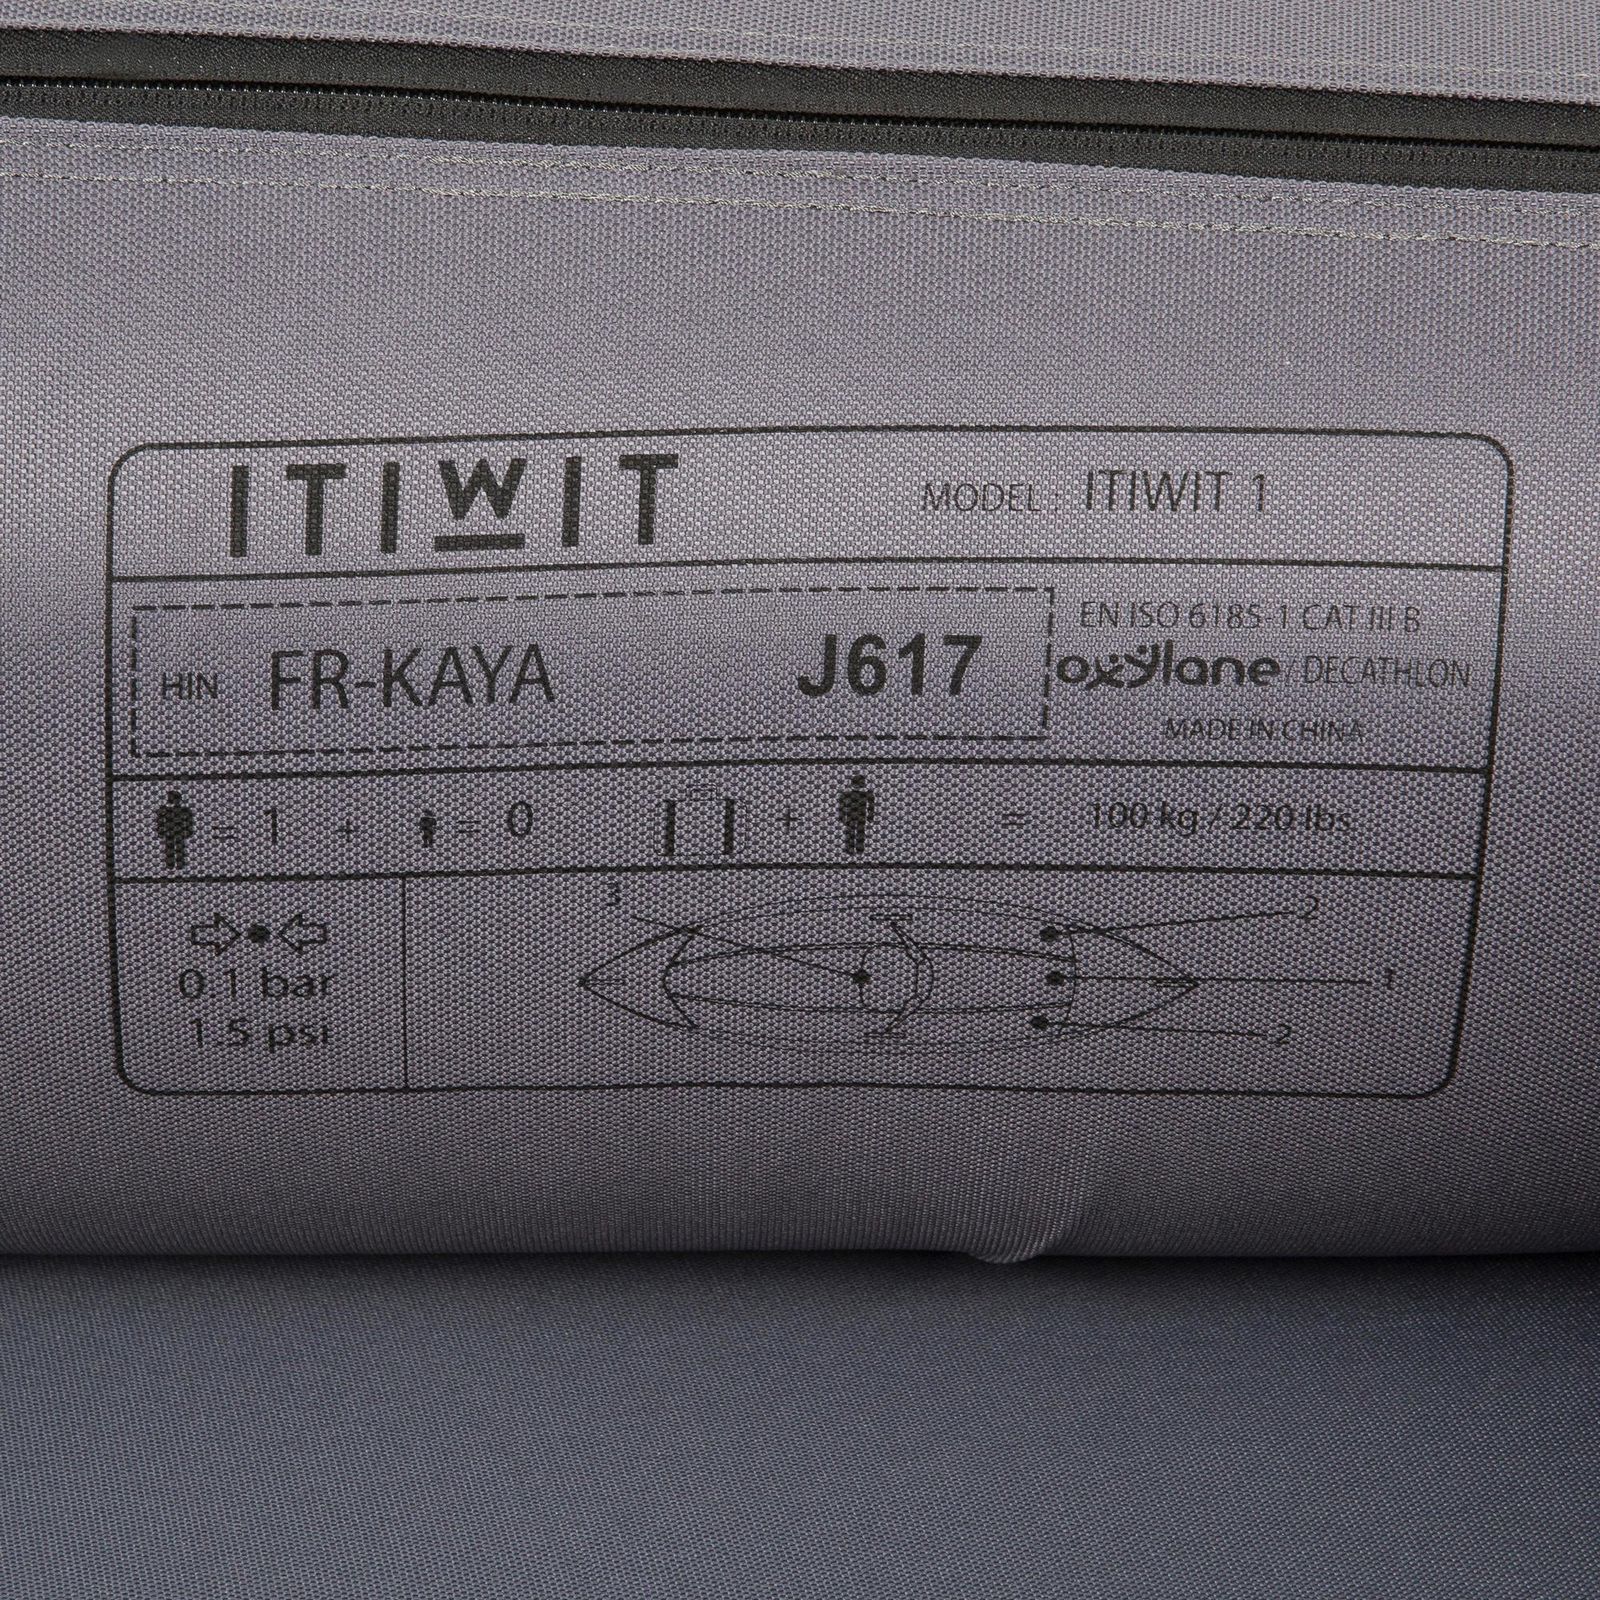 ITIWIT MODEL : ITIWIT 1
EN ISO 6185-1 CAT III B
HIN FR-KAYA J617
oxylane / DECATHLON
MADE IN CHINA
= 1 + = 0 + = 100 kg / 220 lbs
3 2
0.1 bar 1
1.5 psi 2